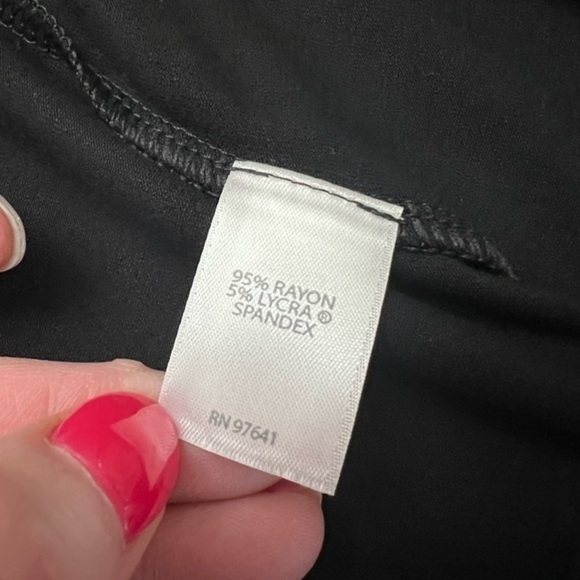 95% RAYON
5% LYCRA ®
SPANDEX
RN 97641